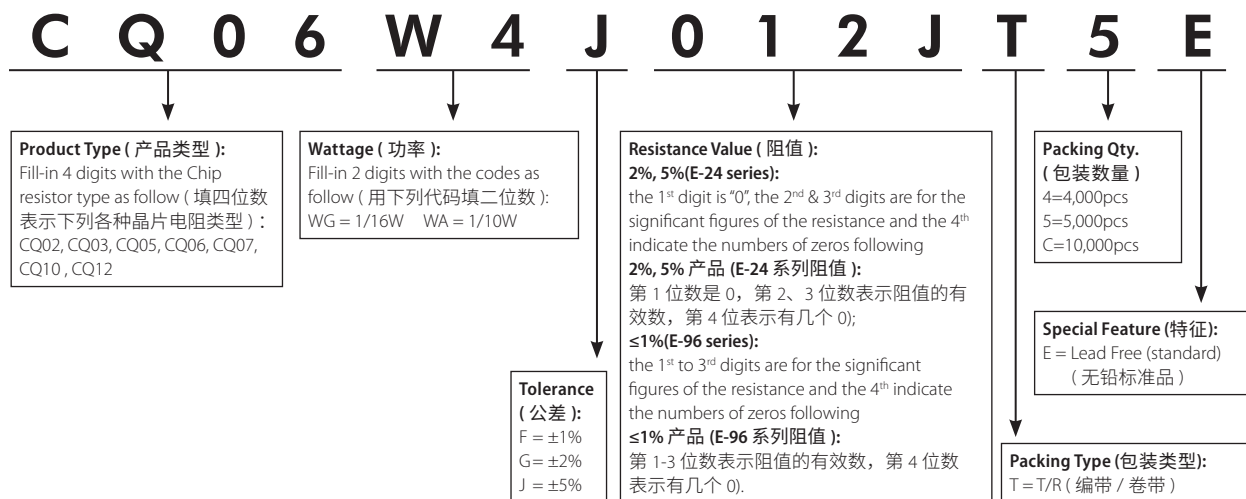 C Q 0 6 W 4 J 0 1 2 J T 5 E
Product Type ( 产品类型 ):
Fill-in 4 digits with the Chip
resistor type as follow ( 填四位数
表示下列各种晶片电阻类型 ) :
CQ02, CQ03, CQ05, CQ06, CQ07,
CQ10 , CQ12
Wattage ( 功率 ):
Fill-in 2 digits with the codes as
follow ( 用下列代码填二位数 ):
WG = 1/16W WA = 1/10W
Tolerance
( 公差 ):
F = ±1%
G= ±2%
J = ±5%
Resistance Value ( 阻值 ):
2%, 5%(E-24 series):
the 1st digit is “0”, the 2nd & 3rd digits are for the
significant figures of the resistance and the 4th
indicate the numbers of zeros following
2%, 5% 产品 (E-24 系列阻值 ):
第 1 位数是 0，第 2、3 位数表示阻值的有
效数，第 4 位表示有几个 0);
≤1%(E-96 series):
the 1st to 3rd digits are for the significant
figures of the resistance and the 4th indicate
the numbers of zeros following
≤1% 产品 (E-96 系列阻值 ):
第 1-3 位数表示阻值的有效数，第 4 位数
表示有几个 0).
Packing Qty.
( 包装数量 )
4=4,000pcs
5=5,000pcs
C=10,000pcs
Special Feature (特征):
E = Lead Free (standard)
( 无铅标准品 )
Packing Type (包装类型):
T = T/R ( 编带 / 卷带 )